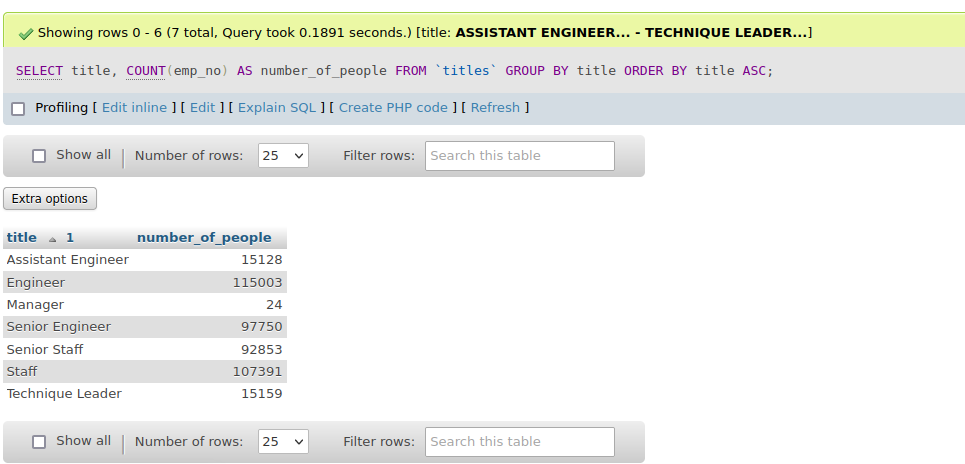 Showing rows 0 - 6 (7 total, Query took 0.1891 seconds.) [title: ASSISTANT ENGINEER... - TECHNIQUE LEADER...]
SELECT title, COUNT(emp_no) AS number_of_people FROM `titles` GROUP BY title ORDER BY title ASC;
Profiling [ Edit inline ] [ Edit ] [ Explain SQL ] [ Create PHP code ] [ Refresh ]
Show all Number of rows: 25 Filter rows: Search this table
Extra options
title 1 number_of_people
Assistant Engineer 15128
Engineer 115003
Manager 24
Senior Engineer 97750
Senior Staff 92853
Staff 107391
Technique Leader 15159
Show all Number of rows: 25 Filter rows: Search this table